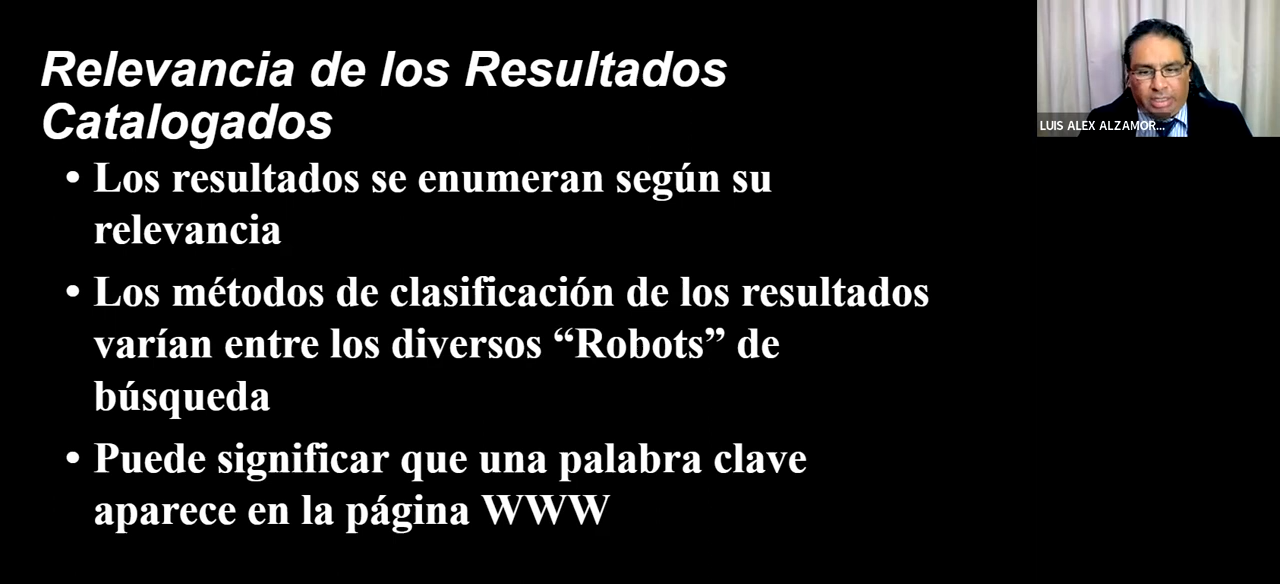 Relevancia de los Resultados
Catalogados
• Los resultados se enumeran según su
relevancia
• Los métodos de clasificación de los resultados
varían entre los diversos “Robots” de
búsqueda
• Puede significar que una palabra clave
aparece en la página WWW
LUIS ALEX ALZAMOR...